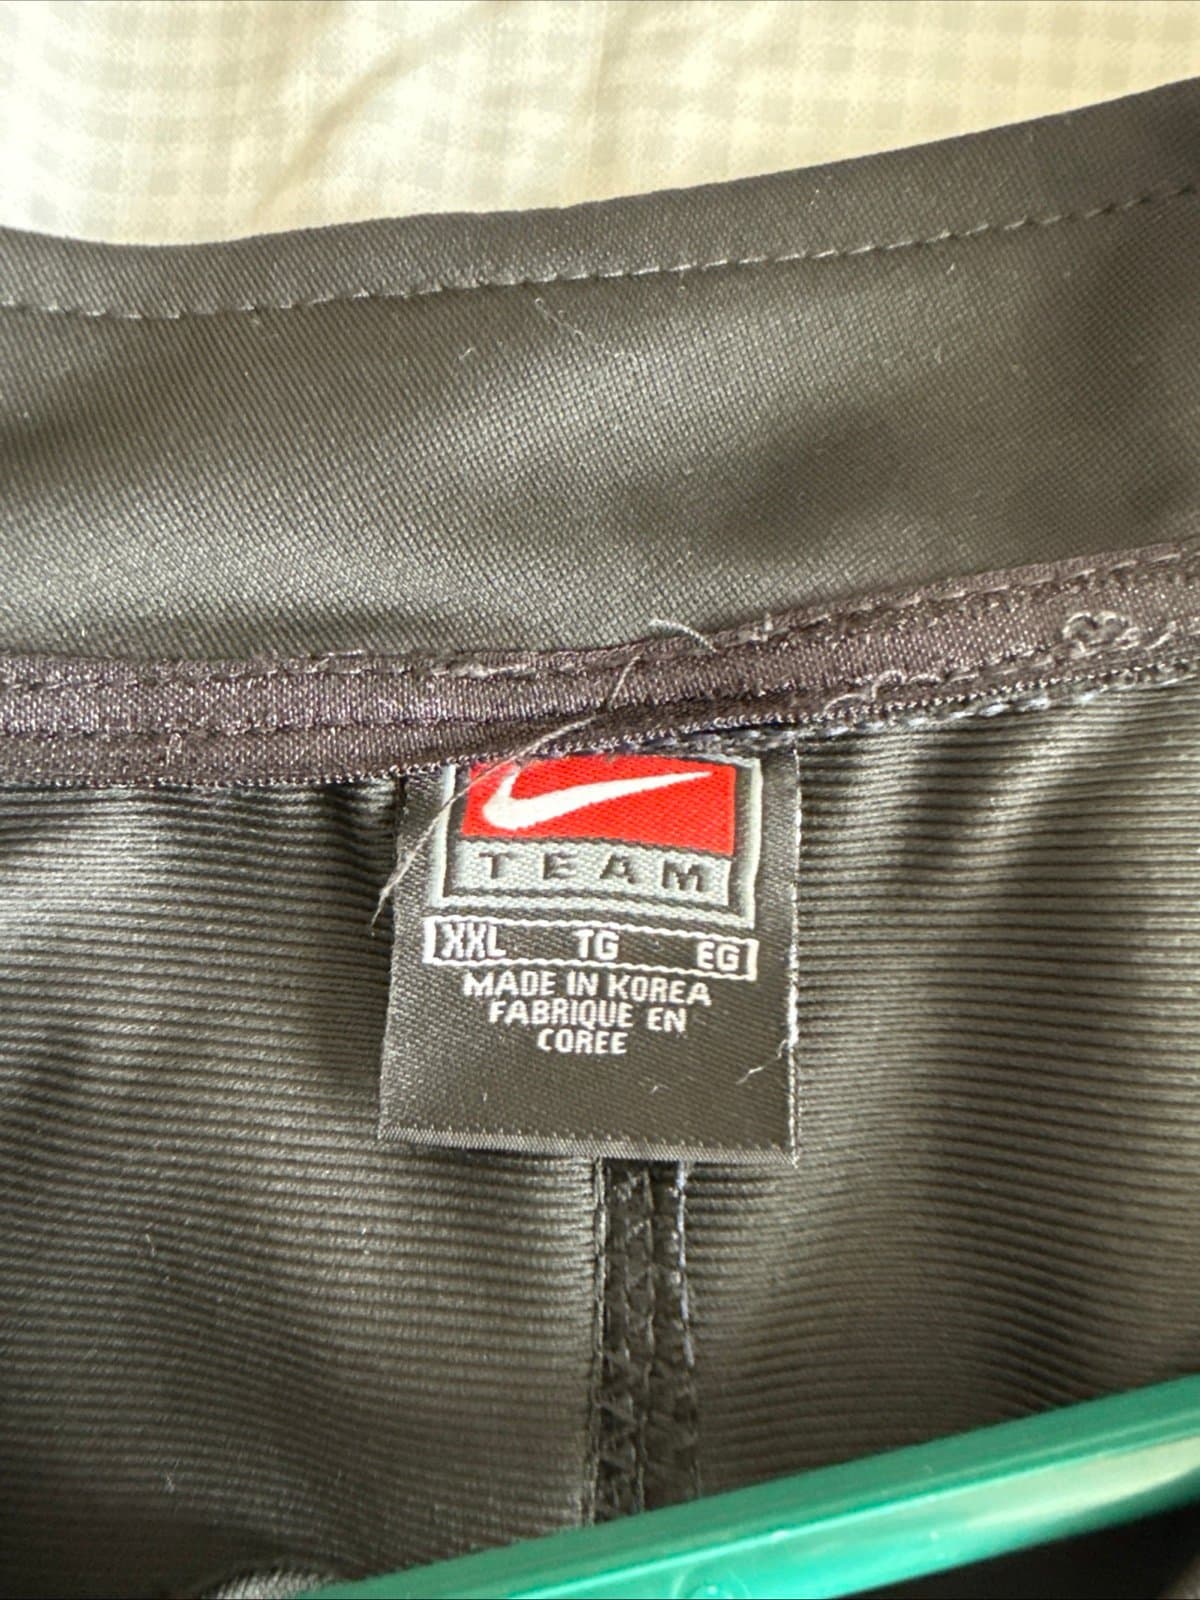 TEAM
XXL TG EG
MADE IN KOREA
FABRIQUE EN
COREE